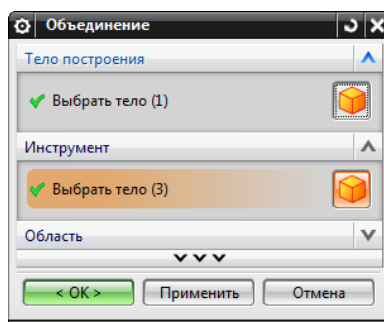 Объединение
Тело построения
Выбрать тело (1)
Инструмент
Выбрать тело (3)
Область
< OK > Применить Отмена